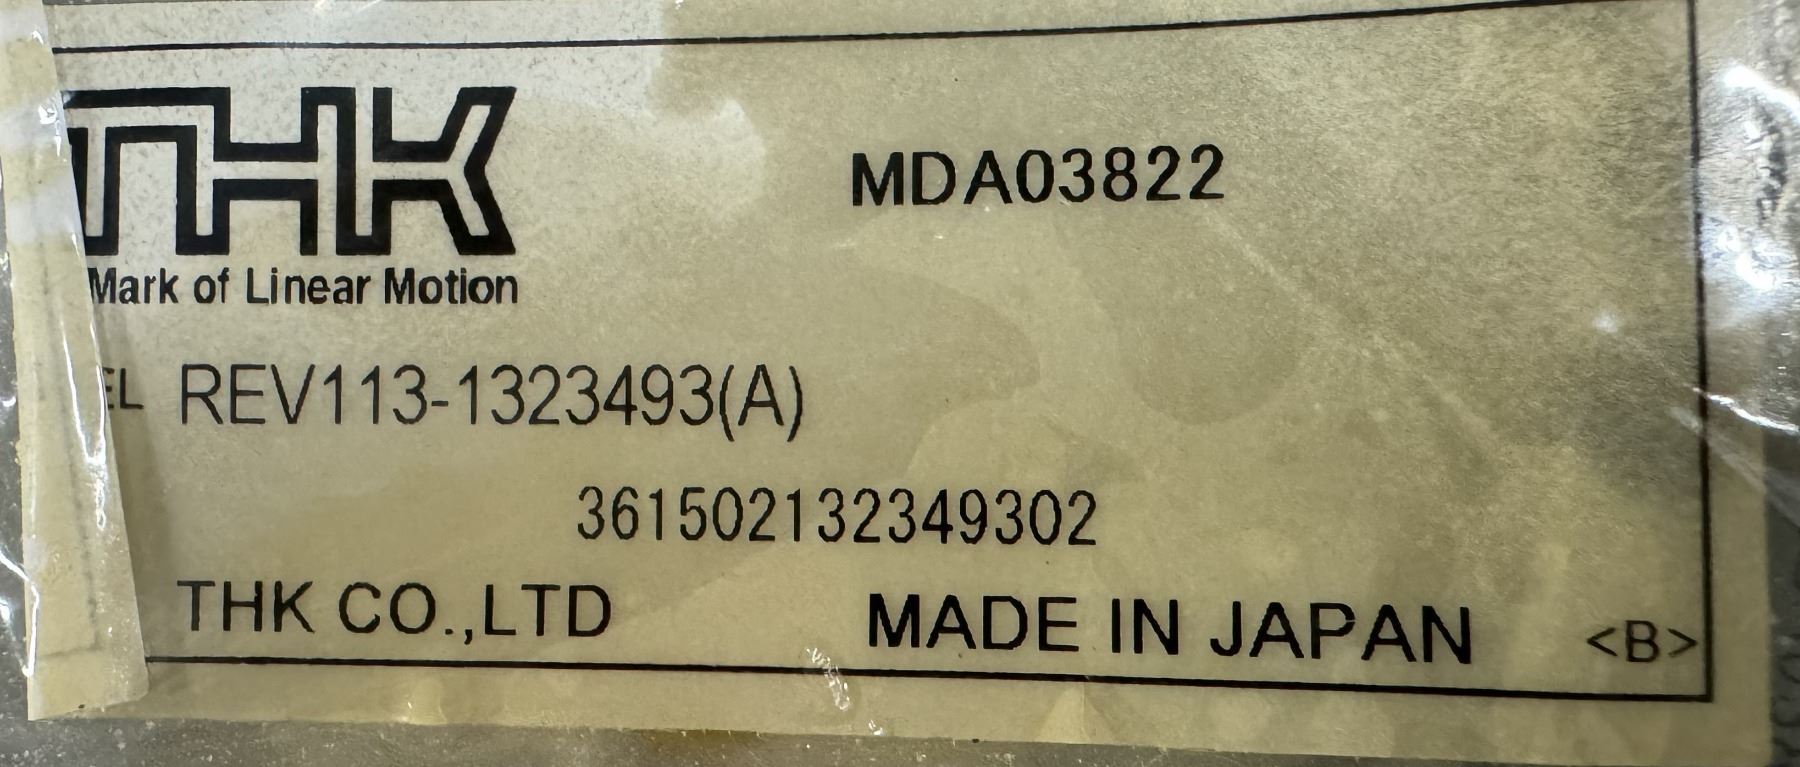 THK
MDA03822
Mark of Linear Motion
EL REV113-1323493(A)
361502132349302
THK CO.,LTD MADE IN JAPAN <B>